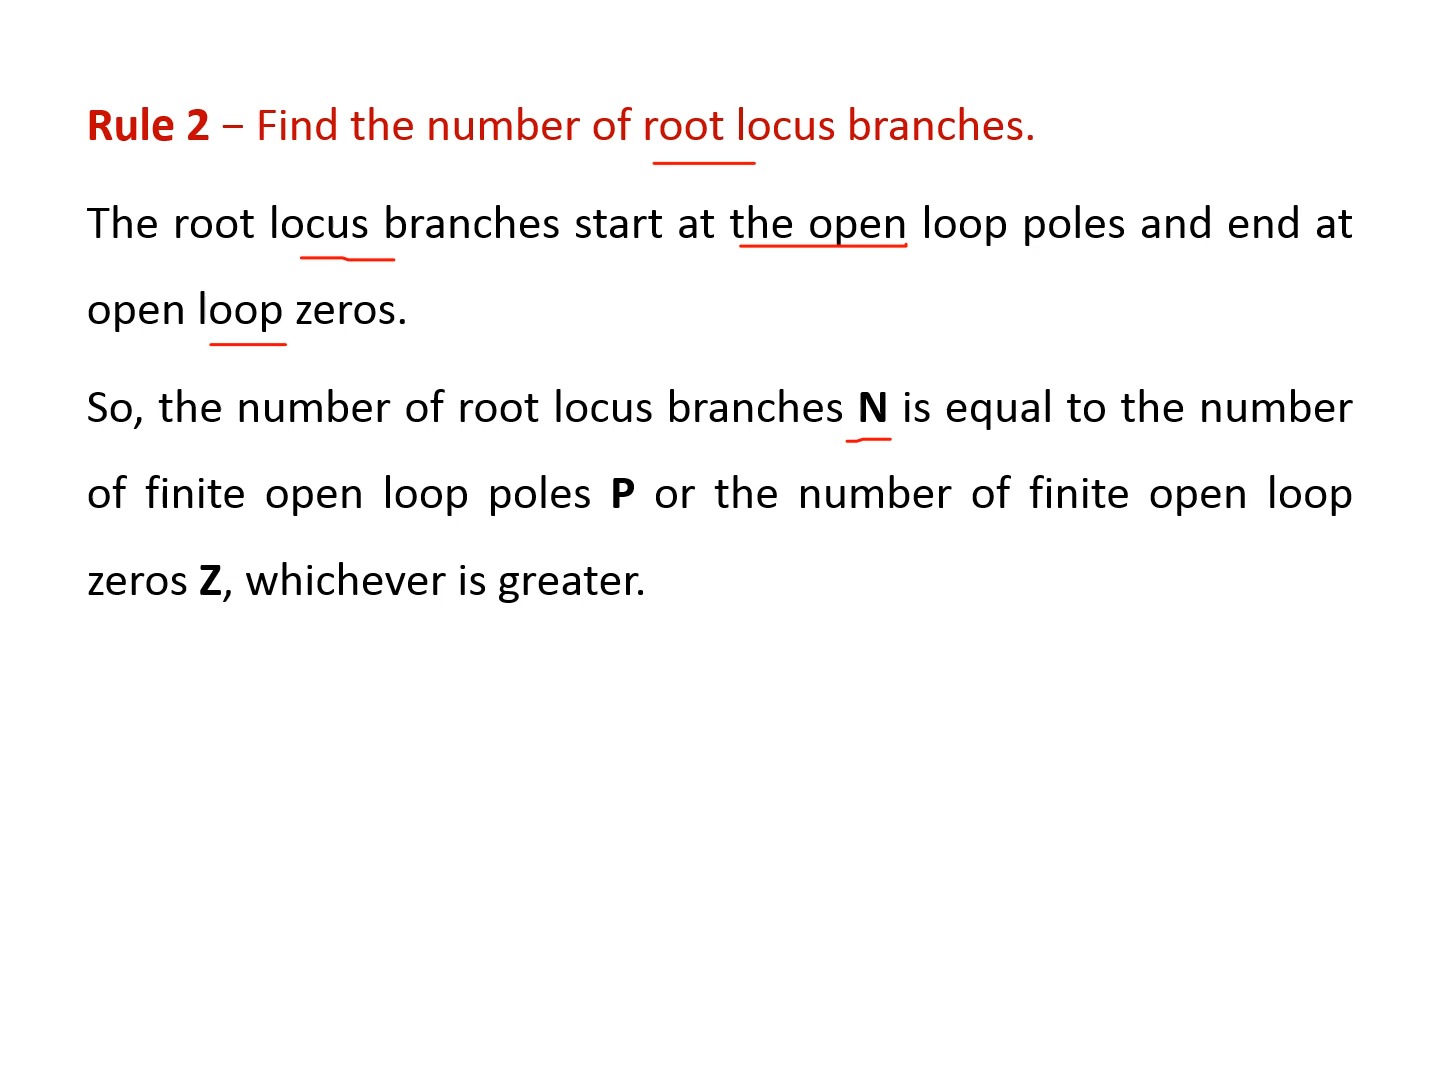 Rule 2 – Find the number of root locus branches.
The root locus branches start at the open loop poles and end at
open loop zeros.
So, the number of root locus branches N is equal to the number
of finite open loop poles P or the number of finite open loop
zeros Z, whichever is greater.